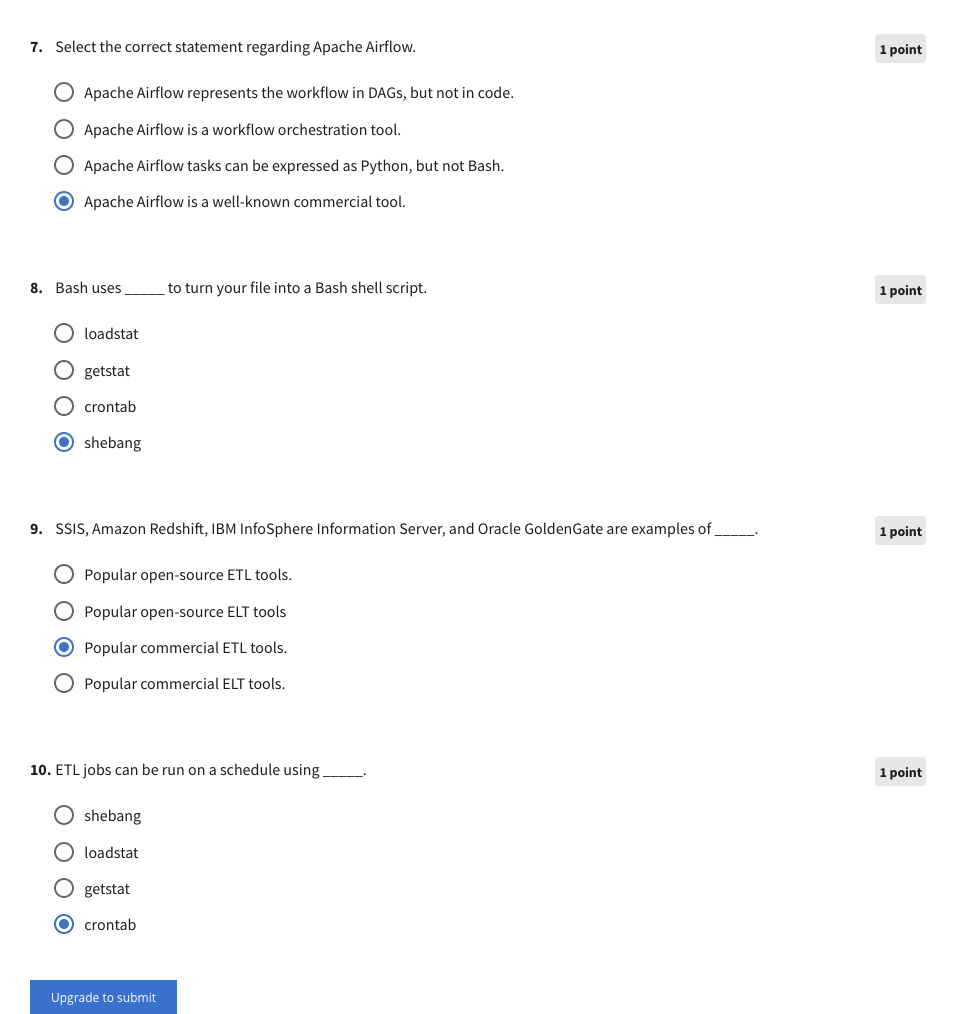 7. Select the correct statement regarding Apache Airflow.
1 point
Apache Airflow represents the workflow in DAGs, but not in code.
Apache Airflow is a workflow orchestration tool.
Apache Airflow tasks can be expressed as Python, but not Bash.
Apache Airflow is a well-known commercial tool.
8. Bash uses _____ to turn your file into a Bash shell script.
1 point
loadstat
getstat
crontab
shebang
9. SSIS, Amazon Redshift, IBM InfoSphere Information Server, and Oracle GoldenGate are examples of _____.
1 point
Popular open-source ETL tools.
Popular open-source ELT tools
Popular commercial ETL tools.
Popular commercial ELT tools.
10. ETL jobs can be run on a schedule using _____.
1 point
shebang
loadstat
getstat
crontab
Upgrade to submit